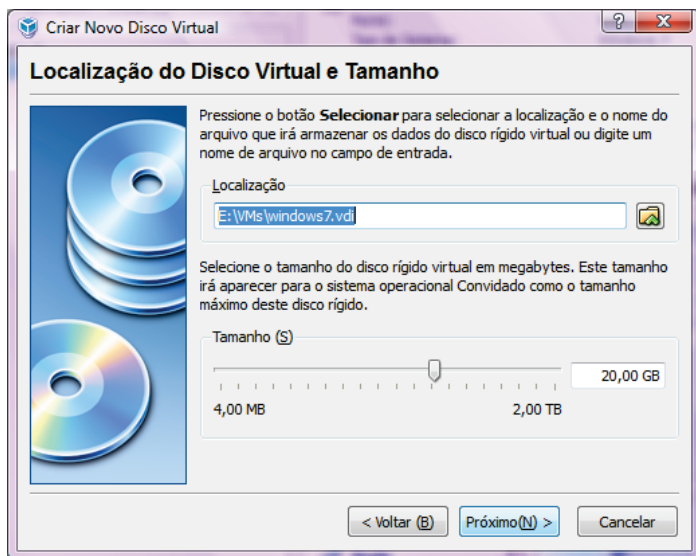 Criar Novo Disco Virtual
Localização do Disco Virtual e Tamanho
Pressione o botão Selecionar para selecionar a localização e o nome do
arquivo que irá armazenar os dados do disco rígido virtual ou digite um
nome de arquivo no campo de entrada.
Localização
E:\VMs\windows7.vdi
Selecione o tamanho do disco rígido virtual em megabytes. Este tamanho
irá aparecer para o sistema operacional Convidado como o tamanho
máximo deste disco rígido.
Tamanho (S)
20,00 GB
4,00 MB 2,00 TB
< Voltar (B) Próximo(N) > Cancelar